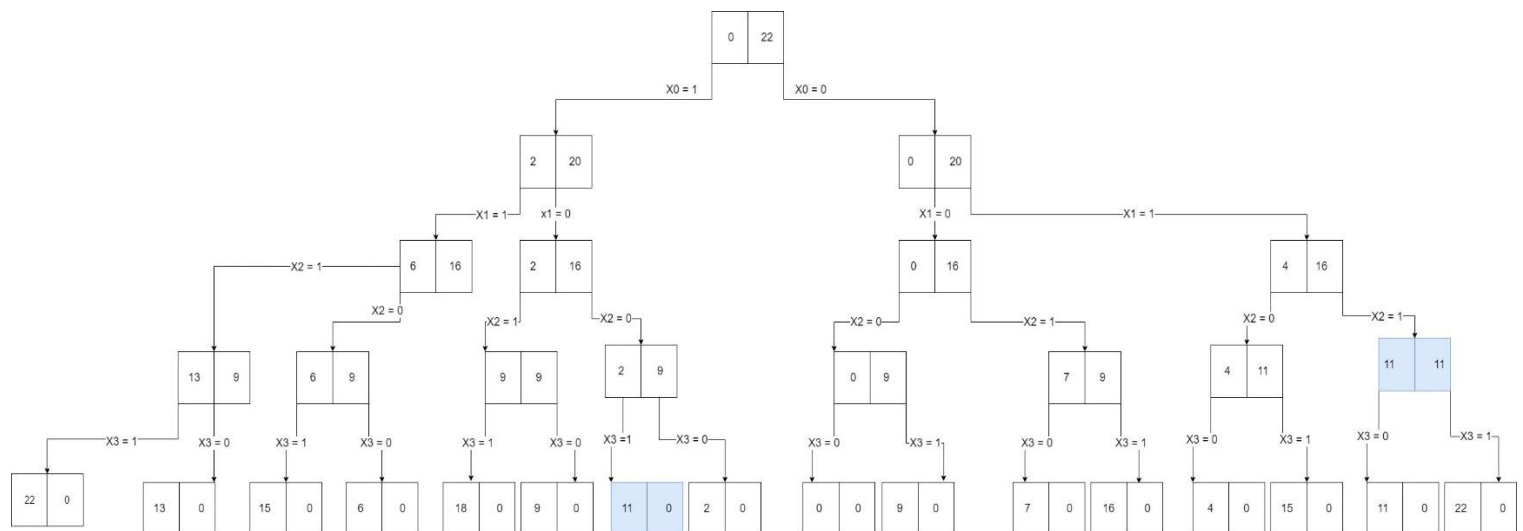 0 22
X0 = 1 X0 = 0
2 20 0 20
X1 = 1 x1 = 0 X1 = 0 X1 = 1
6 16 2 16 0 16 4 16
X2 = 1 X2 = 0 X2 = 1 X2 = 0 X2 = 0 X2 = 1 X2 = 0 X2 = 1
13 9 6 9 9 9 2 9 0 9 7 9 4 11 11 11
X3 = 1 X3 = 0 X3 = 1 X3 = 0 X3 = 1 X3 = 0 X3 =1 X3 = 0 X3 = 0 X3 = 1 X3 = 0 X3 = 1 X3 = 0 X3 = 1 X3 = 0 X3 = 1
22 0 13 0 15 0 6 0 18 0 9 0 11 0 2 0 0 0 9 0 7 0 16 0 4 0 15 0 11 0 22 0